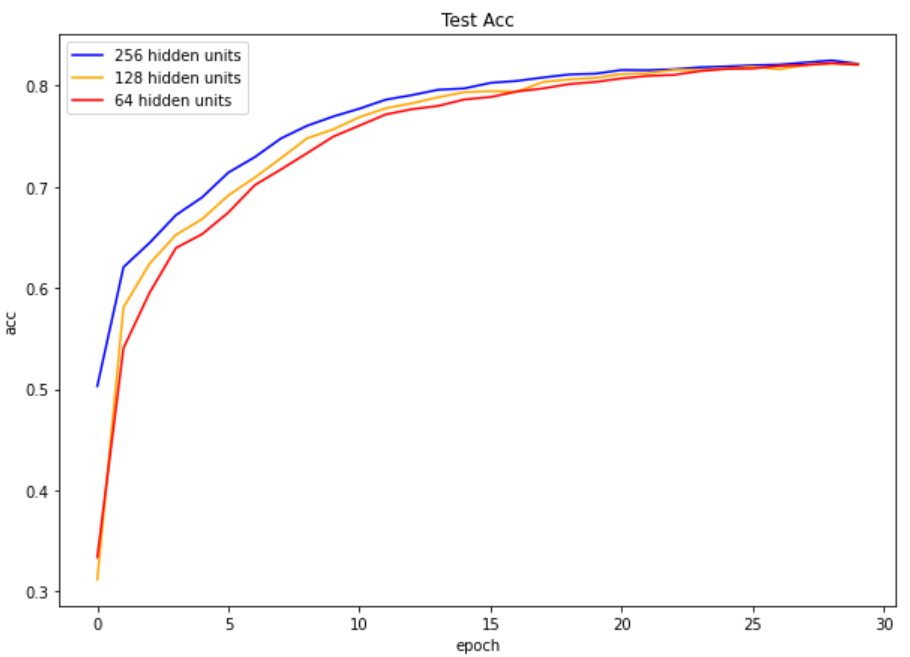 Test Acc
256 hidden units
128 hidden units
64 hidden units
0.8
0.7
0.6
0.5
0.4
0.3
acc
0 5 10 15 20 25 30
epoch